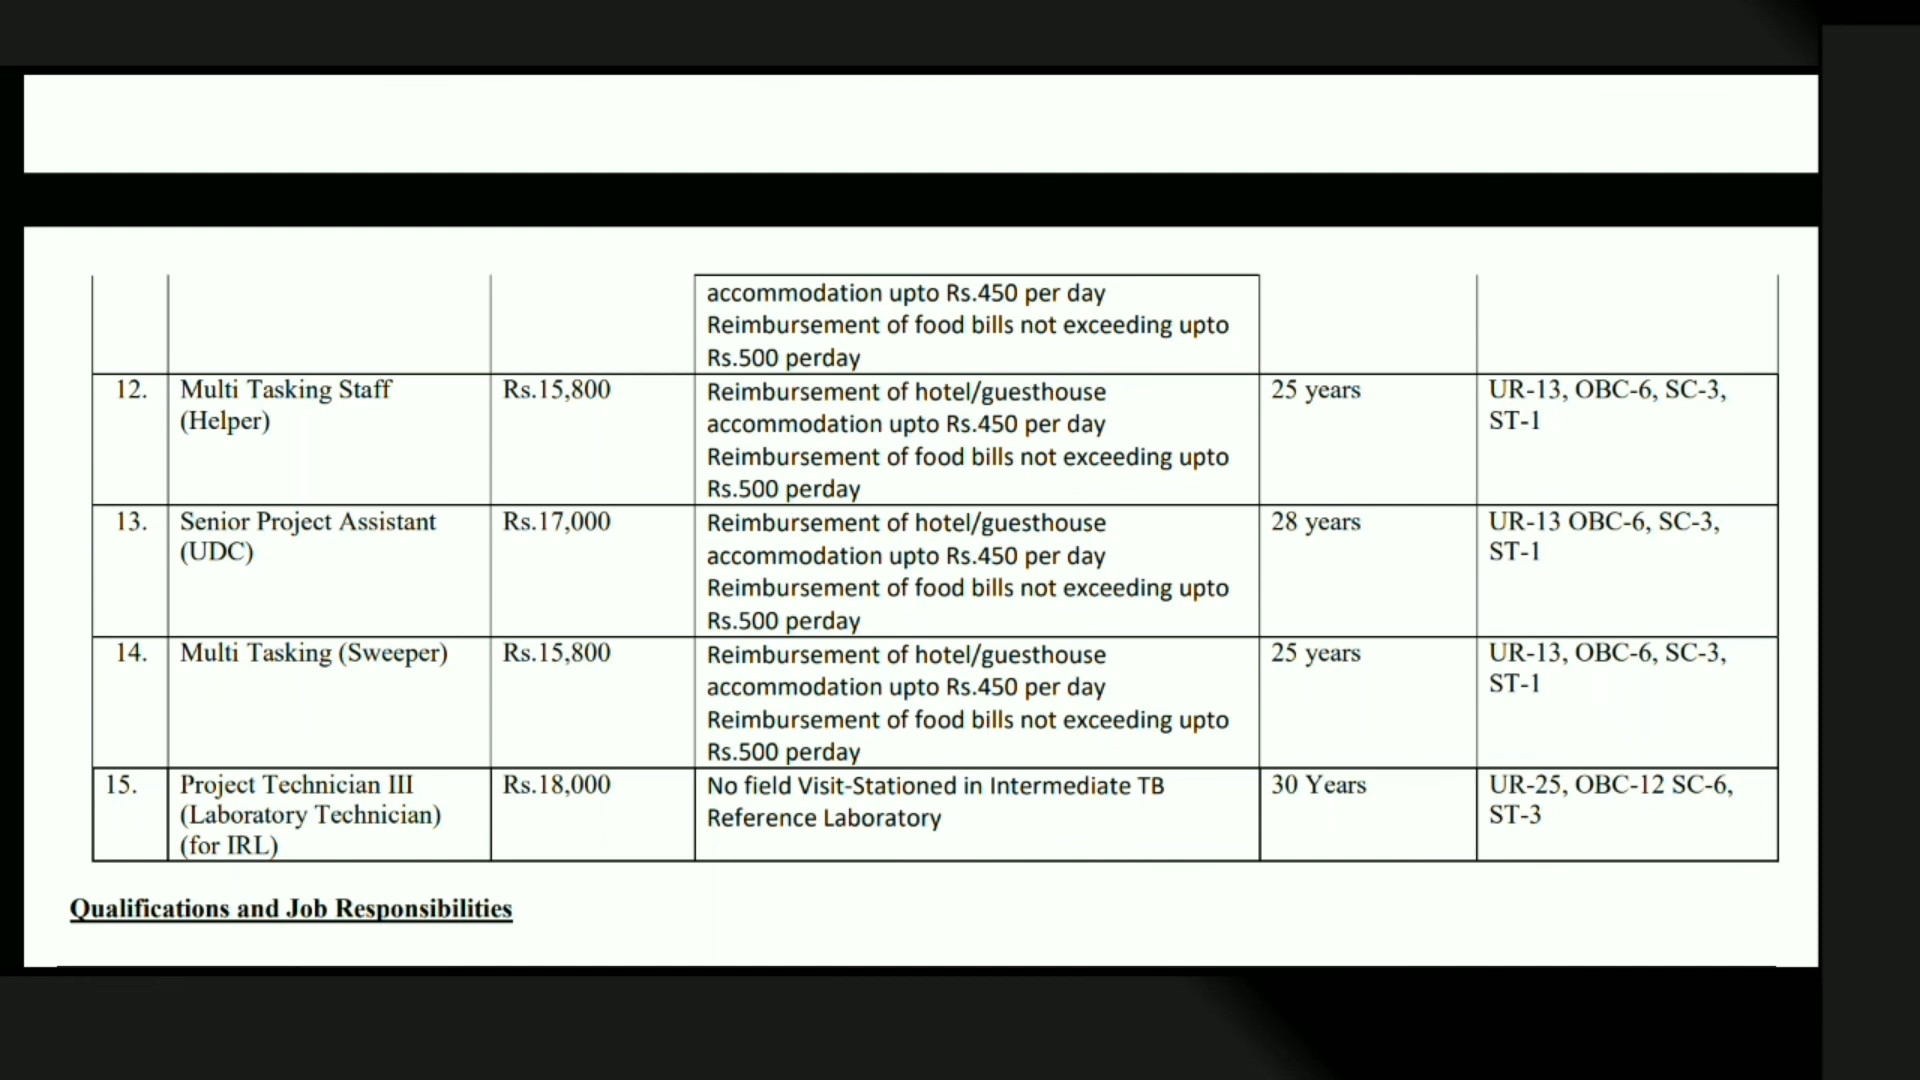 accommodation upto Rs.450 per day
Reimbursement of food bills not exceeding upto
Rs.500 perday
12.
Multi Tasking Staff
(Helper)
Rs.15,800
Reimbursement of hotel/guesthouse
accommodation upto Rs.450 per day
Reimbursement of food bills not exceeding upto
Rs.500 perday
25 years
UR-13, OBC-6, SC-3,
ST-1
13.
Senior Project Assistant
(UDC)
Rs.17,000
Reimbursement of hotel/guesthouse
accommodation upto Rs.450 per day
Reimbursement of food bills not exceeding upto
Rs.500 perday
28 years
UR-13 OBC-6, SC-3,
ST-1
14.
Multi Tasking (Sweeper)
Rs.15,800
Reimbursement of hotel/guesthouse
accommodation upto Rs.450 per day
Reimbursement of food bills not exceeding upto
Rs.500 perday
25 years
UR-13, OBC-6, SC-3,
ST-1
15.
Project Technician III
(Laboratory Technician)
(for IRL)
Rs.18,000
No field Visit-Stationed in Intermediate TB
Reference Laboratory
30 Years
UR-25, OBC-12 SC-6,
ST-3
Qualifications and Job Responsibilities